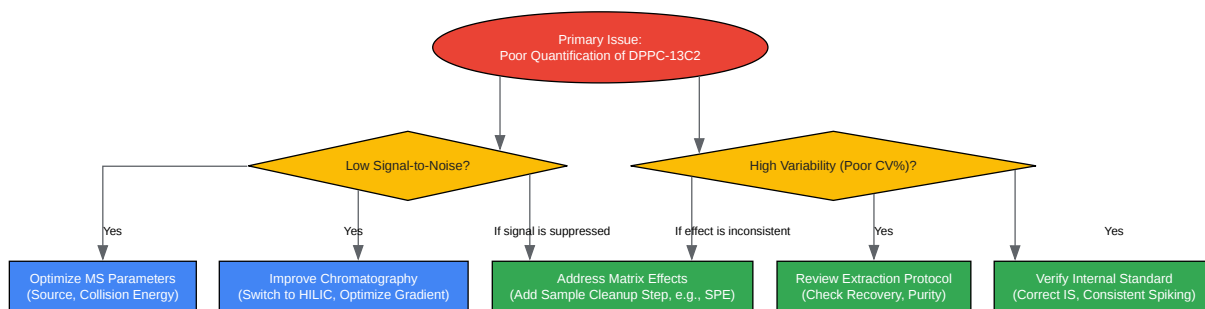 Primary Issue:
Poor Quantification of DPPC-13C2
Low Signal-to-Noise?
High Variability (Poor CV%)?
Yes
Yes
If signal is suppressed
If effect is inconsistent
Yes
Yes
Optimize MS Parameters
(Source, Collision Energy)
Improve Chromatography
(Switch to HILIC, Optimize Gradient)
Address Matrix Effects
(Add Sample Cleanup Step, e.g., SPE)
Review Extraction Protocol
(Check Recovery, Purity)
Verify Internal Standard
(Correct IS, Consistent Spiking)